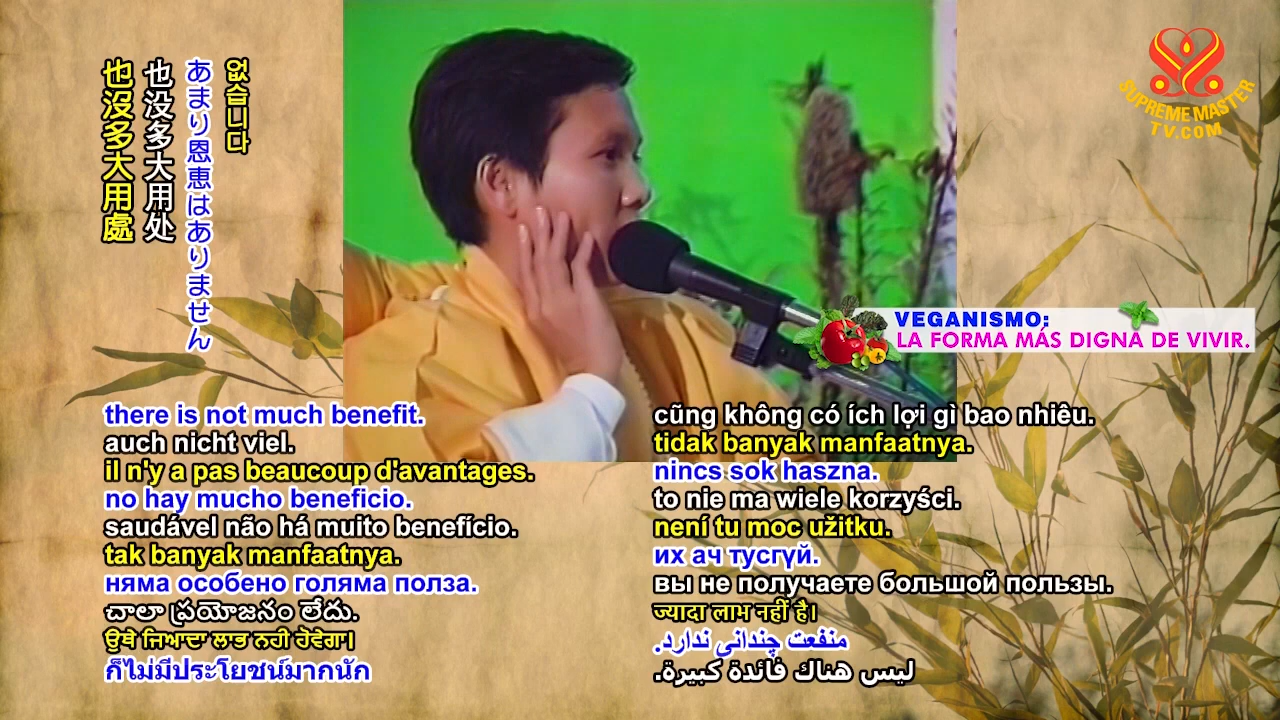 없습니다
あまり恩恵はありません
也没多大用处
也沒多大用處
SUPREME MASTER
TV.COM
VEGANISMO:
LA FORMA MÁS DIGNA DE VIVIR.
there is not much benefit.
auch nicht viel.
il n'y a pas beaucoup d'avantages.
no hay mucho beneficio.
saudável não há muito benefício.
tak banyak manfaatnya.
няма особено голяма полза.
చాలా ప్రయోజనం లేదు.
ਉਥੇ ਜਿਆਦਾ ਲਾਭ ਨਹੀ ਹੋਵੇਗਾ।
ก็ไม่มีประโยชน์มากนัก
cũng không có ích lợi gì bao nhiêu.
tidak banyak manfaatnya.
nincs sok haszna.
to nie ma wiele korzyści.
není tu moc užitku.
их ач тусгүй.
вы не получаете большой пользы.
ज्यादा लाभ नहीं है।
منفعت چندانی ندارد.
ليس هناك فائدة كبيرة.